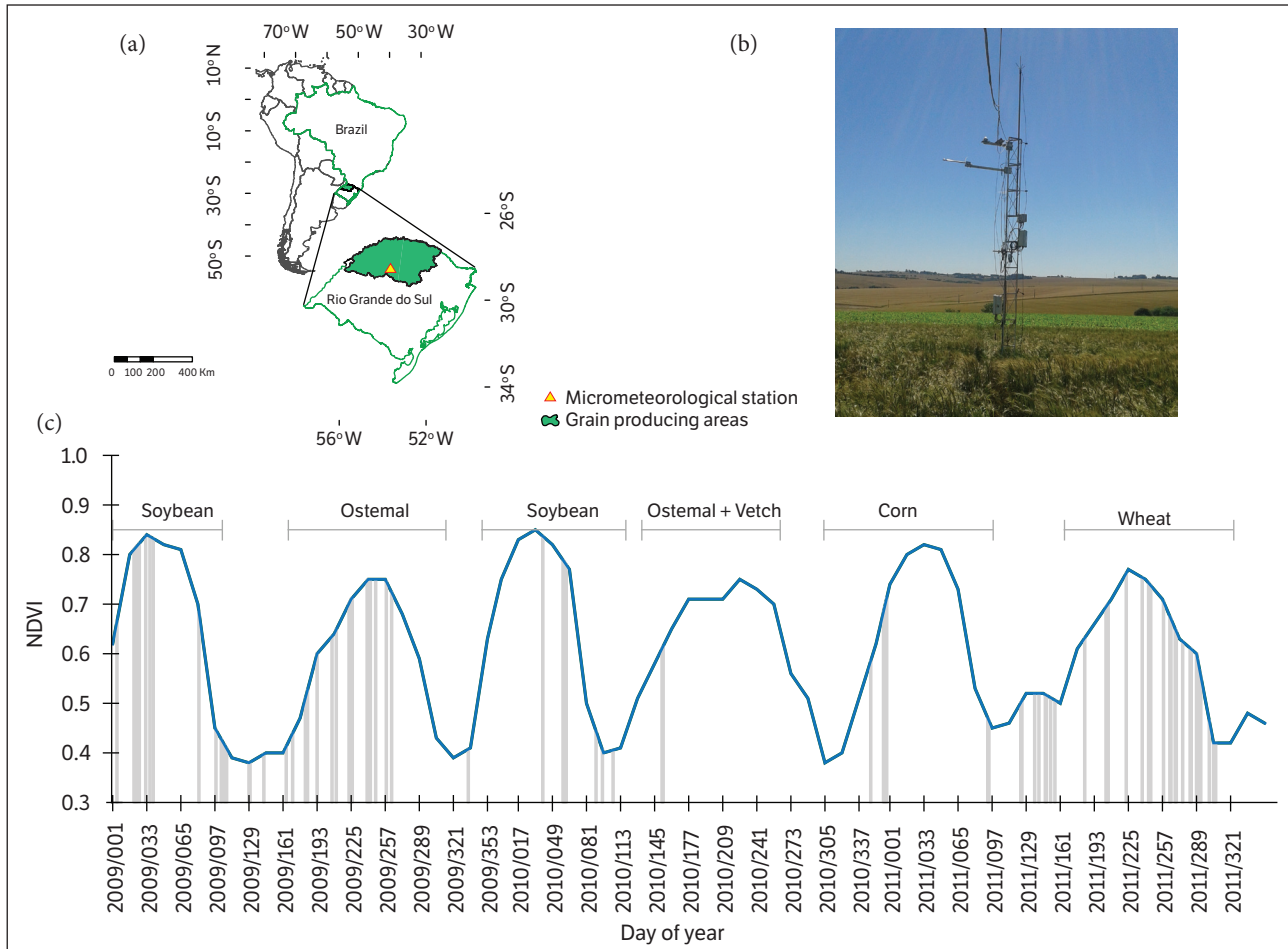 (a)
70°W 50°W 40°W 30°W
10°N
10°S
30°S
50°S
Brazil
26°S
30°S
34°S
Rio Grande do Sul
0 100 200 400 Km
56°W 52°W
Micrometeorological station
Grain producing areas
(b)
(c)
Soybean Ostemal Soybean Ostemal + Vetch Corn Wheat
NDVI
1.0
0.9
0.8
0.7
0.6
0.5
0.4
0.3
2009/001
2009/033
2009/065
2009/097
2009/129
2009/161
2009/193
2009/225
2009/257
2009/289
2009/321
2009/353
2010/017
2010/049
2010/081
2010/113
2010/145
2010/177
2010/209
2010/241
2010/273
2010/305
2010/337
2011/001
2011/033
2011/065
2011/097
2011/129
2011/161
2011/193
2011/225
2011/257
2011/289
2011/321
Day of year